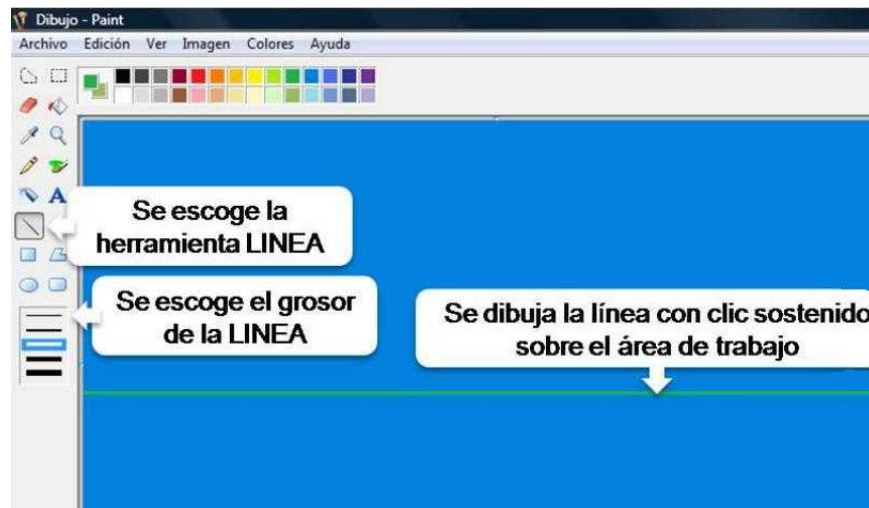 Dibujo - Paint
Archivo Edición Ver Imagen Colores Ayuda
A
Se escoge la
herramienta LINEA
Se escoge el grosor
de la LINEA
Se dibuja la línea con clic sostenido
sobre el área de trabajo